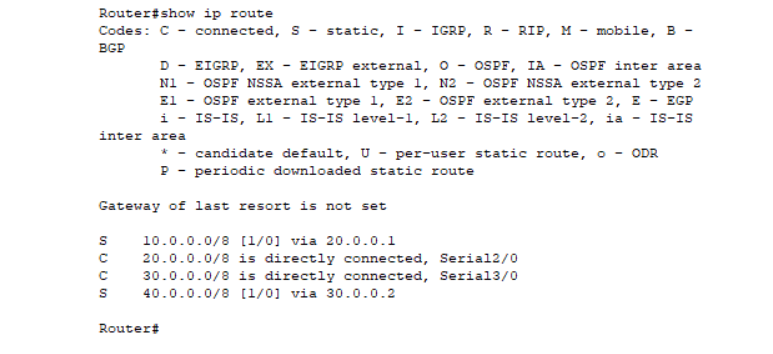 Router#show ip route
Codes: C - connected, S - static, I - IGRP, R - RIP, M - mobile, B -
BGP
D - EIGRP, EX - EIGRP external, O - OSPF, IA - OSPF inter area
N1 - OSPF NSSA external type 1, N2 - OSPF NSSA external type 2
E1 - OSPF external type 1, E2 - OSPF external type 2, E - EGP
i - IS-IS, L1 - IS-IS level-1, L2 - IS-IS level-2, ia - IS-IS
inter area
* - candidate default, U - per-user static route, o - ODR
P - periodic downloaded static route
Gateway of last resort is not set
S 10.0.0.0/8 [1/0] via 20.0.0.1
C 20.0.0.0/8 is directly connected, Serial2/0
C 30.0.0.0/8 is directly connected, Serial3/0
S 40.0.0.0/8 [1/0] via 30.0.0.2
Router#